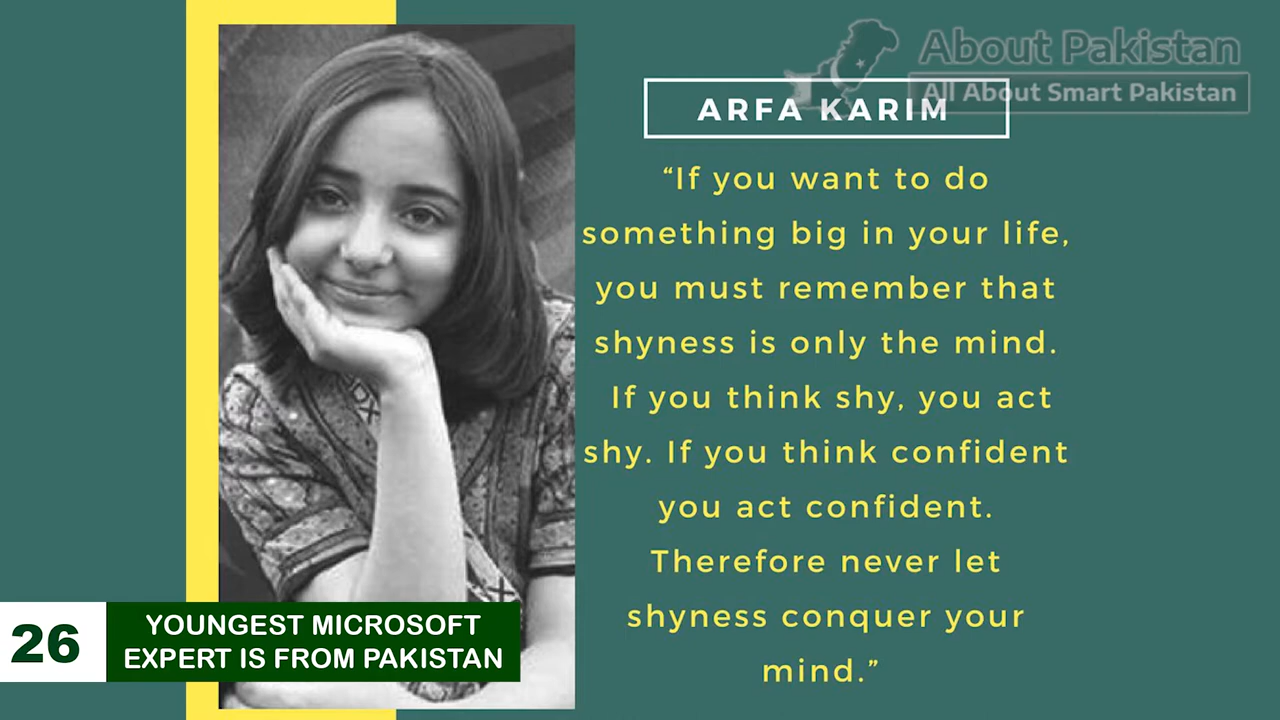 About Pakistan
All About Smart Pakistan
ARFA KARIM
“If you want to do
something big in your life,
you must remember that
shyness is only the mind.
If you think shy, you act
shy. If you think confident
you act confident.
Therefore never let
shyness conquer your
mind.”
26
YOUNGEST MICROSOFT
EXPERT IS FROM PAKISTAN